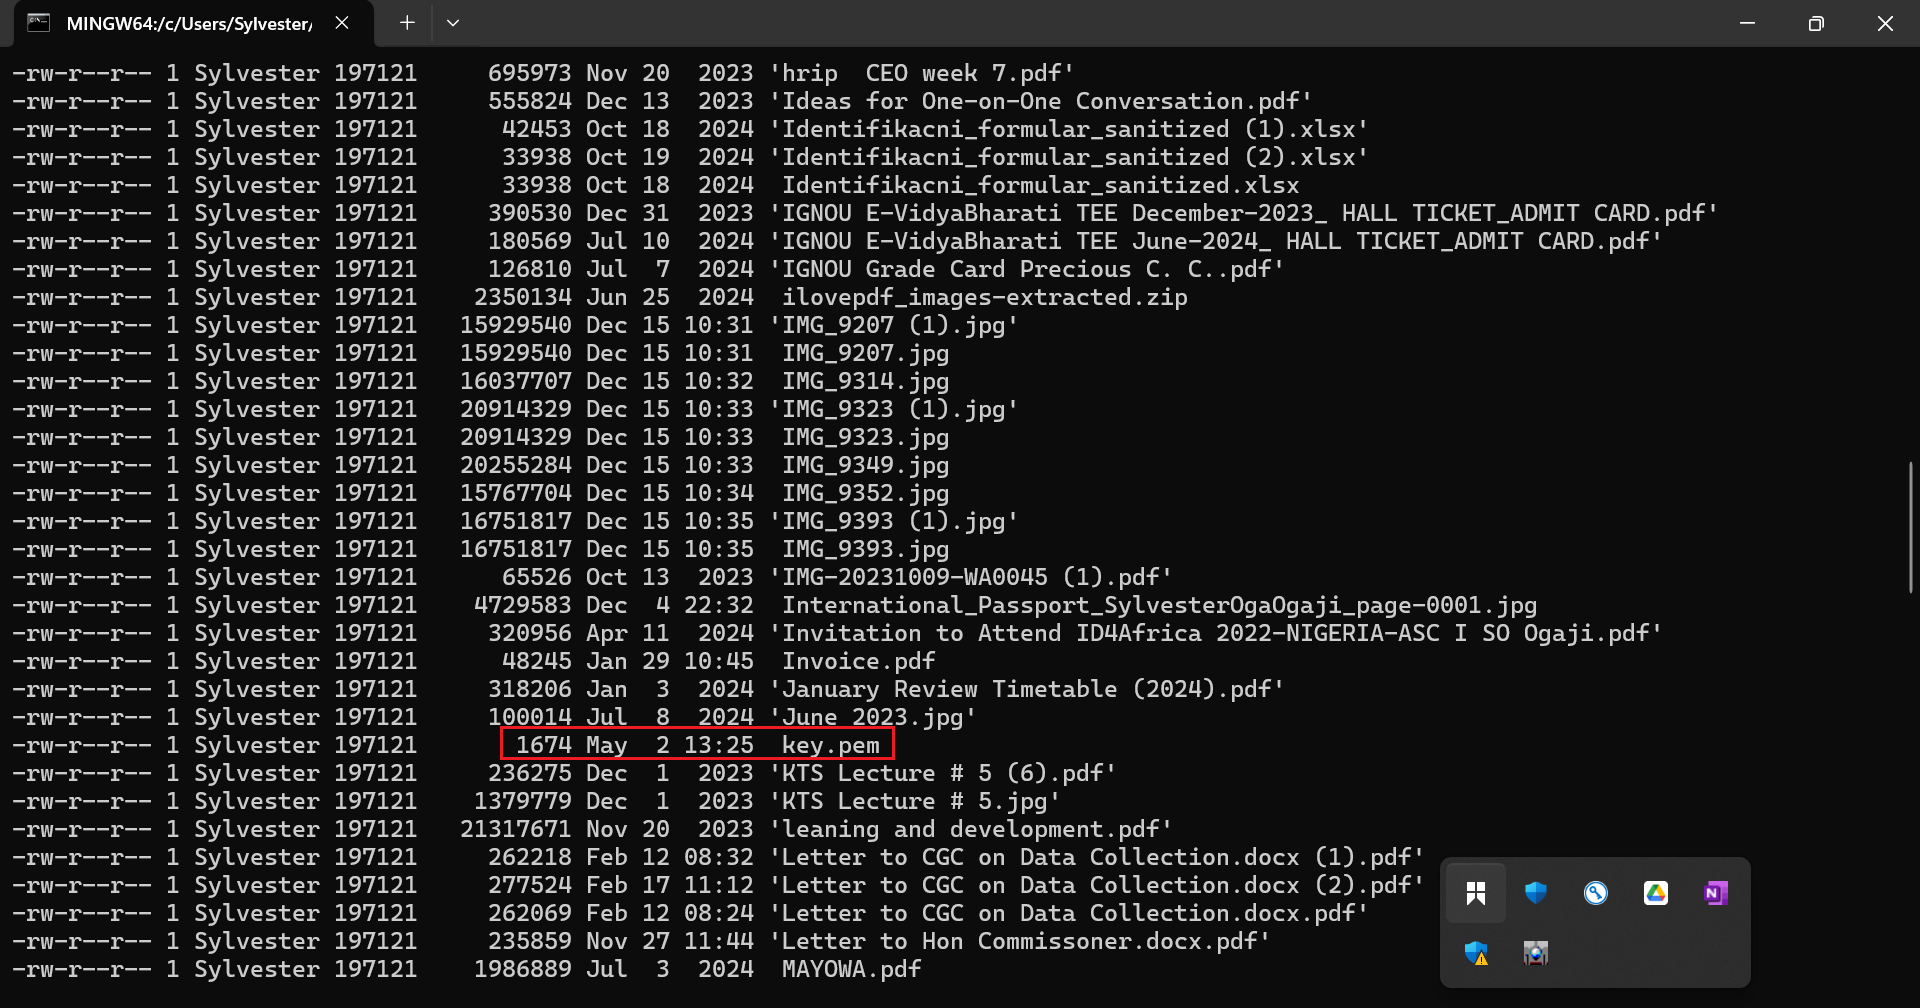 MINGW64:/c/Users/Sylvester/
-rw-r--r-- 1 Sylvester 197121 695973 Nov 20 2023 'hrip  CEO week 7.pdf'
-rw-r--r-- 1 Sylvester 197121 555824 Dec 13 2023 'Ideas for One-on-One Conversation.pdf'
-rw-r--r-- 1 Sylvester 197121 42453 Oct 18 2024 'Identifikacni_formular_sanitized (1).xlsx'
-rw-r--r-- 1 Sylvester 197121 33938 Oct 19 2024 'Identifikacni_formular_sanitized (2).xlsx'
-rw-r--r-- 1 Sylvester 197121 33938 Oct 18 2024 Identifikacni_formular_sanitized.xlsx
-rw-r--r-- 1 Sylvester 197121 390530 Dec 31 2023 'IGNOU E-VidyaBharati TEE December-2023_ HALL TICKET_ADMIT CARD.pdf'
-rw-r--r-- 1 Sylvester 197121 180569 Jul 10 2024 'IGNOU E-VidyaBharati TEE June-2024_ HALL TICKET_ADMIT CARD.pdf'
-rw-r--r-- 1 Sylvester 197121 126810 Jul 7 2024 'IGNOU Grade Card Precious C. C..pdf'
-rw-r--r-- 1 Sylvester 197121 2350134 Jun 25 2024 ilovepdf_images-extracted.zip
-rw-r--r-- 1 Sylvester 197121 15929540 Dec 15 10:31 'IMG_9207 (1).jpg'
-rw-r--r-- 1 Sylvester 197121 15929540 Dec 15 10:31 IMG_9207.jpg
-rw-r--r-- 1 Sylvester 197121 16037707 Dec 15 10:32 IMG_9314.jpg
-rw-r--r-- 1 Sylvester 197121 20914329 Dec 15 10:33 'IMG_9323 (1).jpg'
-rw-r--r-- 1 Sylvester 197121 20914329 Dec 15 10:33 IMG_9323.jpg
-rw-r--r-- 1 Sylvester 197121 20255284 Dec 15 10:33 IMG_9349.jpg
-rw-r--r-- 1 Sylvester 197121 15767704 Dec 15 10:34 IMG_9352.jpg
-rw-r--r-- 1 Sylvester 197121 16751817 Dec 15 10:35 'IMG_9393 (1).jpg'
-rw-r--r-- 1 Sylvester 197121 16751817 Dec 15 10:35 IMG_9393.jpg
-rw-r--r-- 1 Sylvester 197121 65526 Oct 13 2023 'IMG-20231009-WA0045 (1).pdf'
-rw-r--r-- 1 Sylvester 197121 4729583 Dec 4 22:32 International_Passport_SylvesterOgaOgaji_page-0001.jpg
-rw-r--r-- 1 Sylvester 197121 320956 Apr 11 2024 'Invitation to Attend ID4Africa 2022-NIGERIA-ASC I SO Ogaji.pdf'
-rw-r--r-- 1 Sylvester 197121 48245 Jan 29 10:45 Invoice.pdf
-rw-r--r-- 1 Sylvester 197121 318206 Jan 3 2024 'January Review Timetable (2024).pdf'
-rw-r--r-- 1 Sylvester 197121 100014 Jul 8 2024 'June 2023.jpg'
-rw-r--r-- 1 Sylvester 197121 1674 May 2 13:25 key.pem
-rw-r--r-- 1 Sylvester 197121 236275 Dec 1 2023 'KTS Lecture # 5 (6).pdf'
-rw-r--r-- 1 Sylvester 197121 1379779 Dec 1 2023 'KTS Lecture # 5.jpg'
-rw-r--r-- 1 Sylvester 197121 21317671 Nov 20 2023 'leaning and development.pdf'
-rw-r--r-- 1 Sylvester 197121 262218 Feb 12 08:32 'Letter to CGC on Data Collection.docx (1).pdf'
-rw-r--r-- 1 Sylvester 197121 277524 Feb 17 11:12 'Letter to CGC on Data Collection.docx (2).pdf'
-rw-r--r-- 1 Sylvester 197121 262069 Feb 12 08:24 'Letter to CGC on Data Collection.docx.pdf'
-rw-r--r-- 1 Sylvester 197121 235859 Nov 27 11:44 'Letter to Hon Commissoner.docx.pdf'
-rw-r--r-- 1 Sylvester 197121 1986889 Jul 3 2024 MAYOWA.pdf